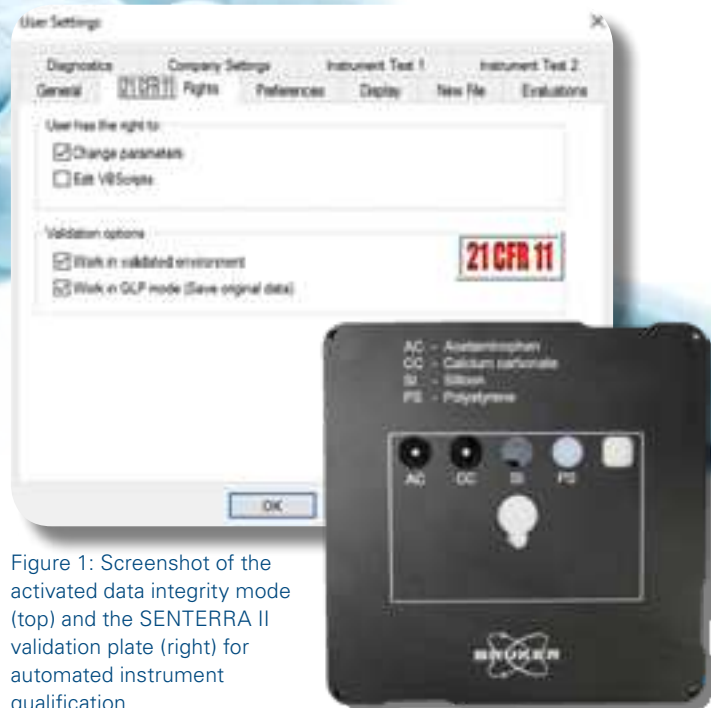 User Settings
Diagnostics Company Settings Instrument Test 1 Instrument Test 2
General 21 CFR 11 Rights Preferences Display New File Evaluations
User has the right to:
Change parameters
Edit VBScripts
Validation options
Work in validated environment
Work in GLP mode (Save original data)
21 CFR 11
OK
AC - Acetaminophen
CC - Calcium carbonate
SI - Silicon
PS - Polystyrene
AC CC SI PS
BRUKER
Figure 1: Screenshot of the
activated data integrity mode
(top) and the SENTERRA II
validation plate (right) for
automated instrument
qualification